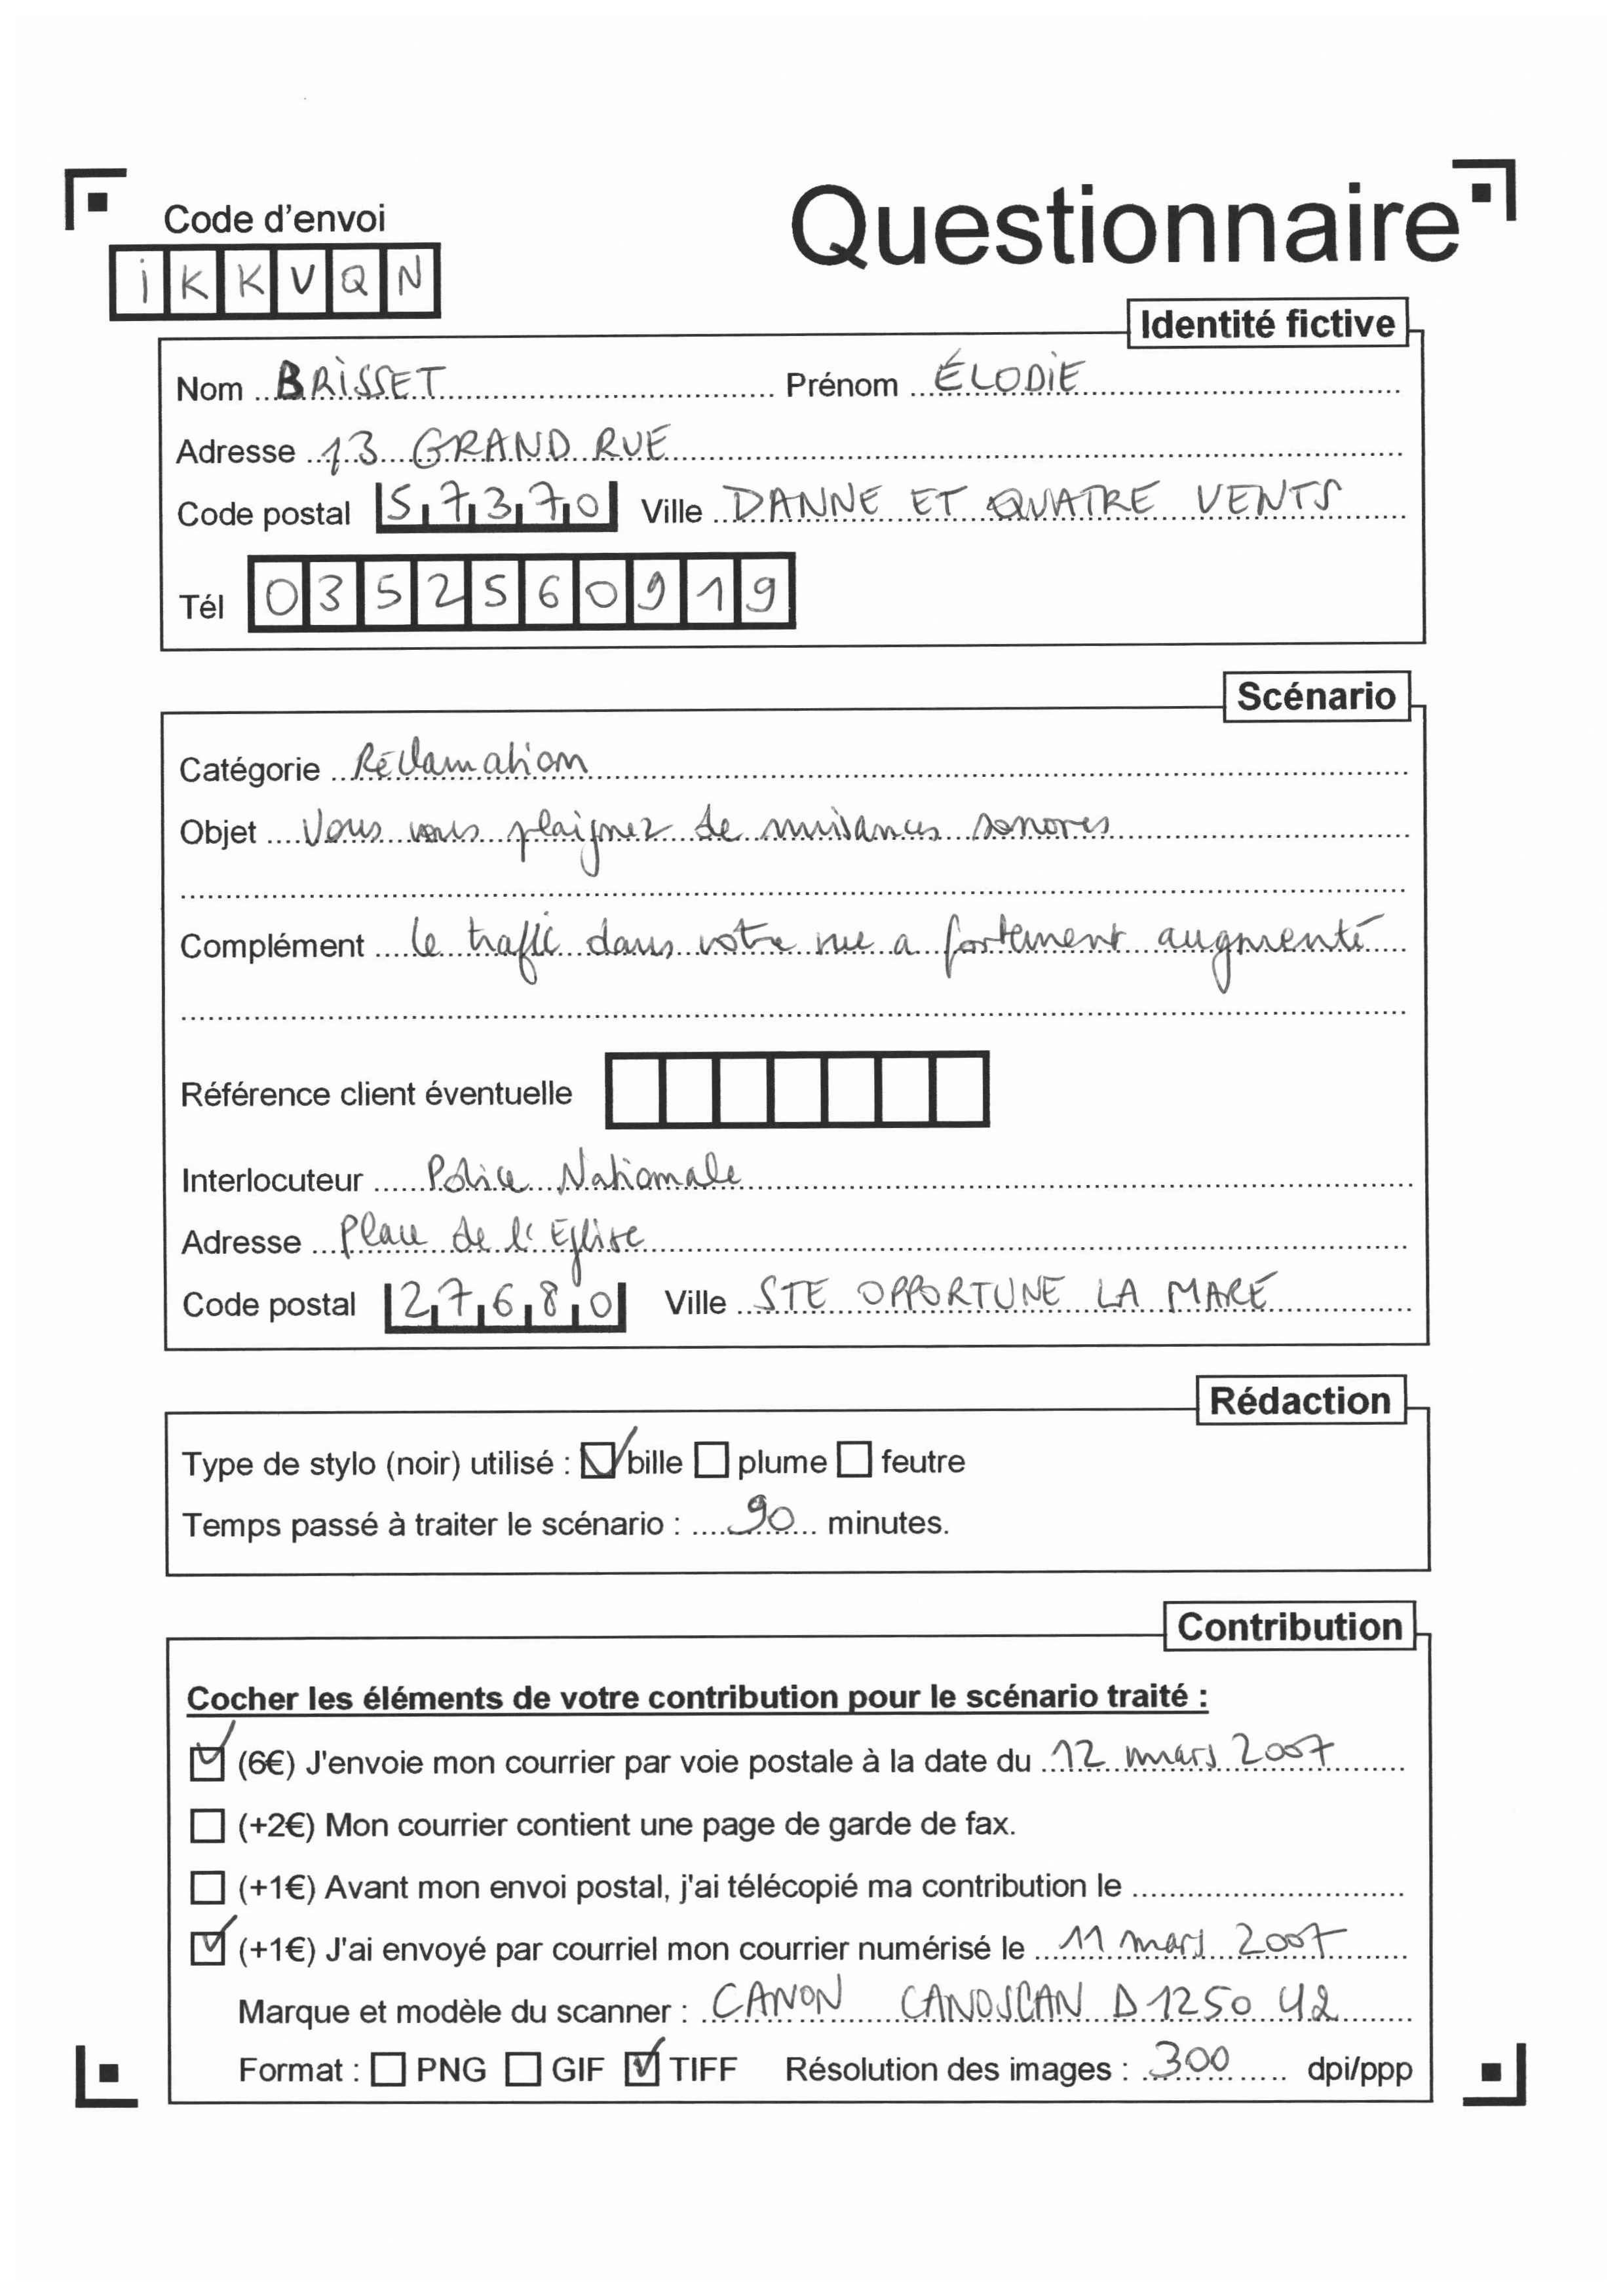 Questionnaire
Code d'envoi
iKKVQN
Identité fictive
Nom BRISSET Prénom ÉLODIE
Adresse 13 GRAND RUE
Code postal 57370 Ville DANNE ET QUATRE VENTS
Tél 0352560919
Scénario
Catégorie Réclamation
Objet Vous vous plaignez de nuisances sonores
Complément le traffic dans votre rue a fortement augmenté
Référence client éventuelle
Interlocuteur Police Nationale
Adresse Place de l'Eglise
Code postal 27680 Ville STE OPPORTUNE LA MARE
Rédaction
Type de stylo (noir) utilisé : bille plume feutre
Temps passé à traiter le scénario : 90 minutes.
Contribution
Cocher les éléments de votre contribution pour le scénario traité :
(6€) J'envoie mon courrier par voie postale à la date du 12 mars 2007
(+2€) Mon courrier contient une page de garde de fax.
(+1€) Avant mon envoi postal, j'ai télécopié ma contribution le
(+1€) J'ai envoyé par courriel mon courrier numérisé le 11 mars 2007
Marque et modèle du scanner : CANON CANOSCAN D1250 U2
Format : PNG GIF TIFF Résolution des images : 300 dpi/ppp